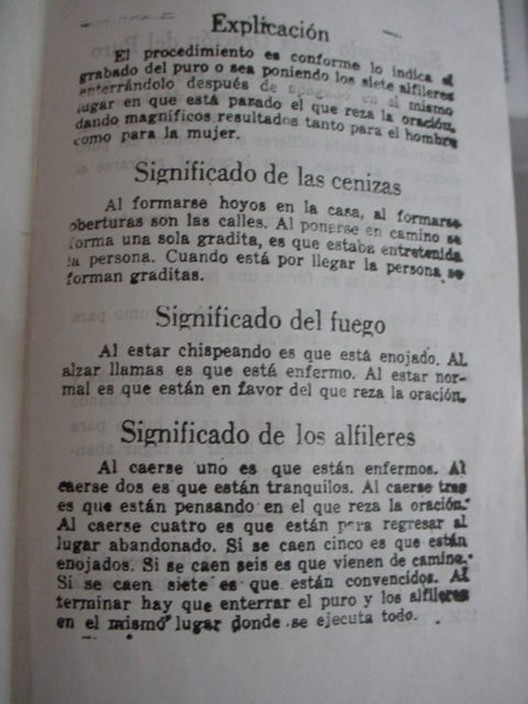 Explicación
El procedimiento es conforme lo indica el
grabado del puro o sea poniendo los siete alfileres
enterrándolo después de en el mismo
lugar en que está parado el que reza la oración,
dando magníficos resultados tanto para el hombre
como para la mujer.
Significado de las cenizas
Al formarse hoyos en la casa, al formarse
oberturas son las calles. Al ponerse en camino se
forma una sola gradita, es que estaba entretenida
la persona. Cuando está por llegar la persona se
forman graditas.
Significado del fuego
Al estar chispeando es que está enojado. AL
alzar llamas es que está enfermo. Al estar nor-
mal es que están en favor del que reza la oración.
Significado de los alfileres
Al caerse uno es que están enfermos. Al
caerse dos es que están tranquilos. Al caerse tres
es que están pensando en el que reza la oración.
Al caerse cuatro es que están para regresar al
lugar abandonado. Si se caen cinco es que están
enojados. Si se caen seis es que vienen de camino.
Si se caen siete es que están convencidos. Al
terminar hay que enterrar el puro y los alfileres
en el mismo lugar donde se ejecuta todo.